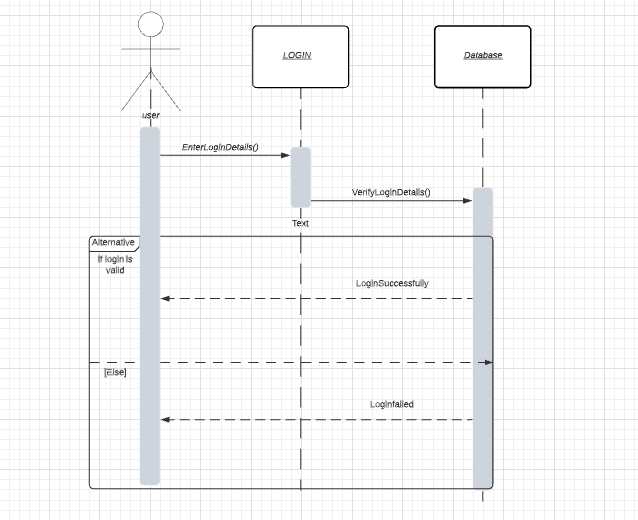 LOGIN
Database
user
EnterLoginDetails()
VerifyLoginDetails()
Text
Alternative
if login is
valid
LoginSuccessfully
[Else]
Loginfailed